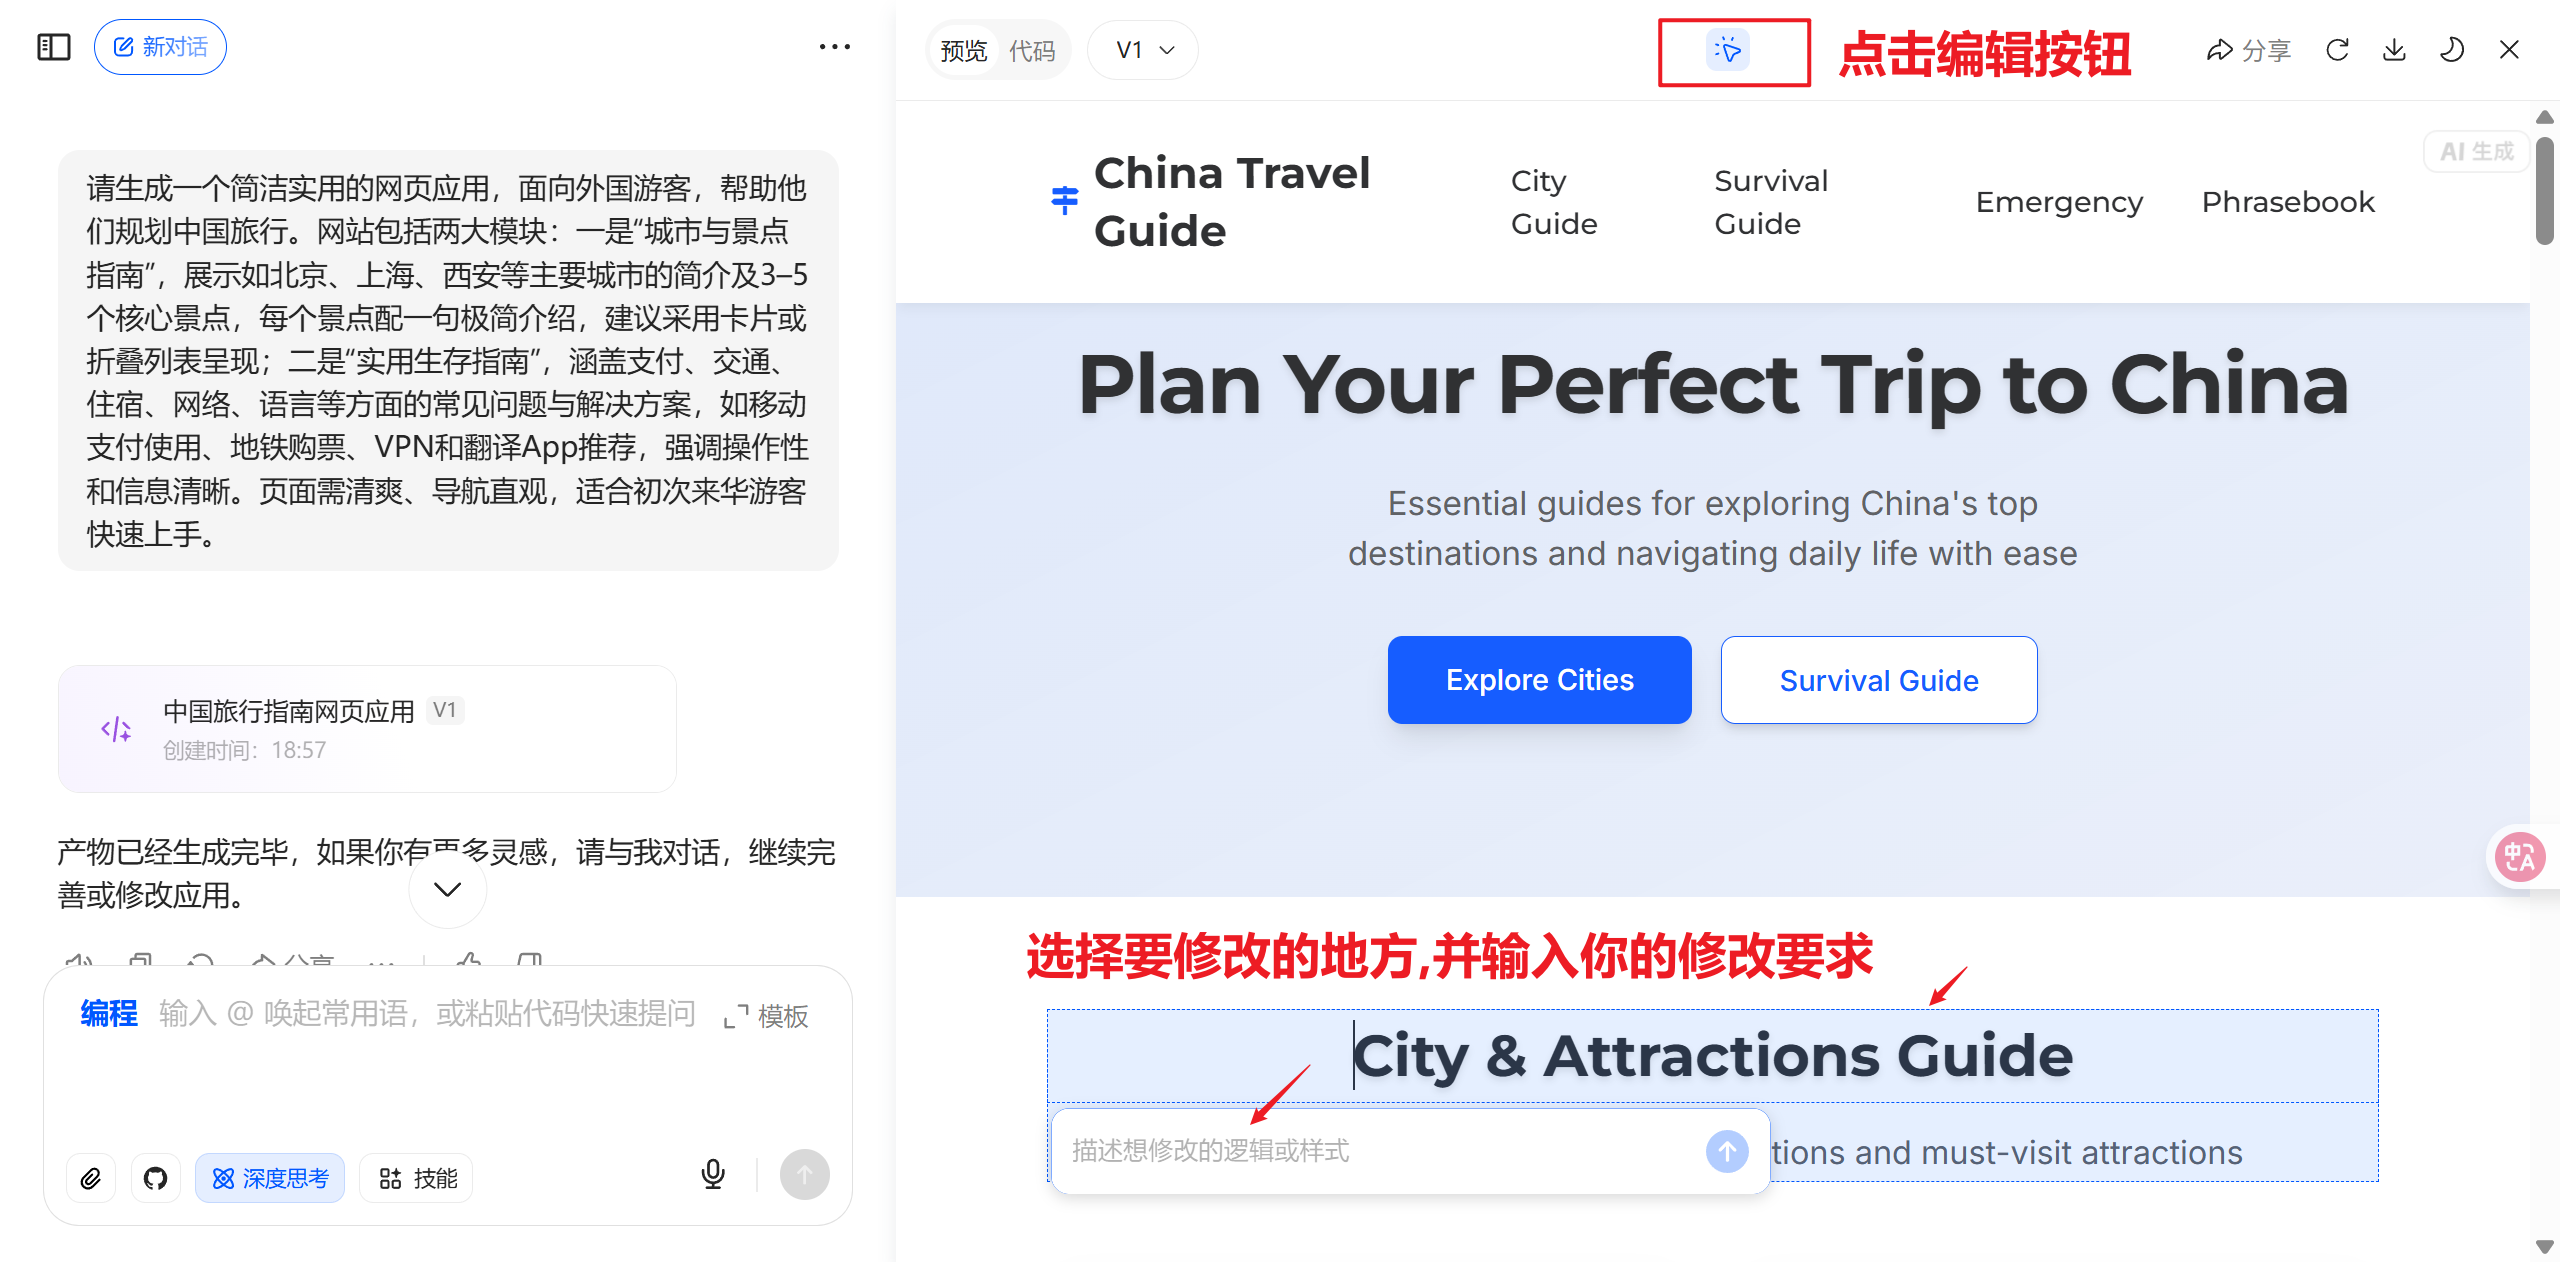 新对话
请生成一个简洁实用的网页应用，面向外国游客，帮助他
们规划中国旅行。网站包括两大模块：一是“城市与景点
指南”，展示如北京、上海、西安等主要城市的简介及3–5
个核心景点，每个景点配一句极简介绍，建议采用卡片或
折叠列表呈现；二是“实用生存指南”，涵盖支付、交通、
住宿、网络、语言等方面的常见问题与解决方案，如移动
支付使用、地铁购票、VPN和翻译App推荐，强调操作性
和信息清晰。页面需清爽、导航直观，适合初次来华游客
快速上手。
中国旅行指南网页应用 V1
创建时间：18:57
产物已经生成完毕，如果你有更多灵感，请与我对话，继续完
善或修改应用。
分享
编程 输入 @ 唤起常用语，或粘贴代码快速提问 模板
深度思考 技能
预览 代码 V1 点击编辑按钮 分享
AI 生成
China Travel
Guide
City
Guide
Survival
Guide
Emergency
Phrasebook
Plan Your Perfect Trip to China
Essential guides for exploring China's top
destinations and navigating daily life with ease
Explore Cities Survival Guide
中A
选择要修改的地方,并输入你的修改要求
City & Attractions Guide
描述想修改的逻辑或样式
tions and must-visit attractions